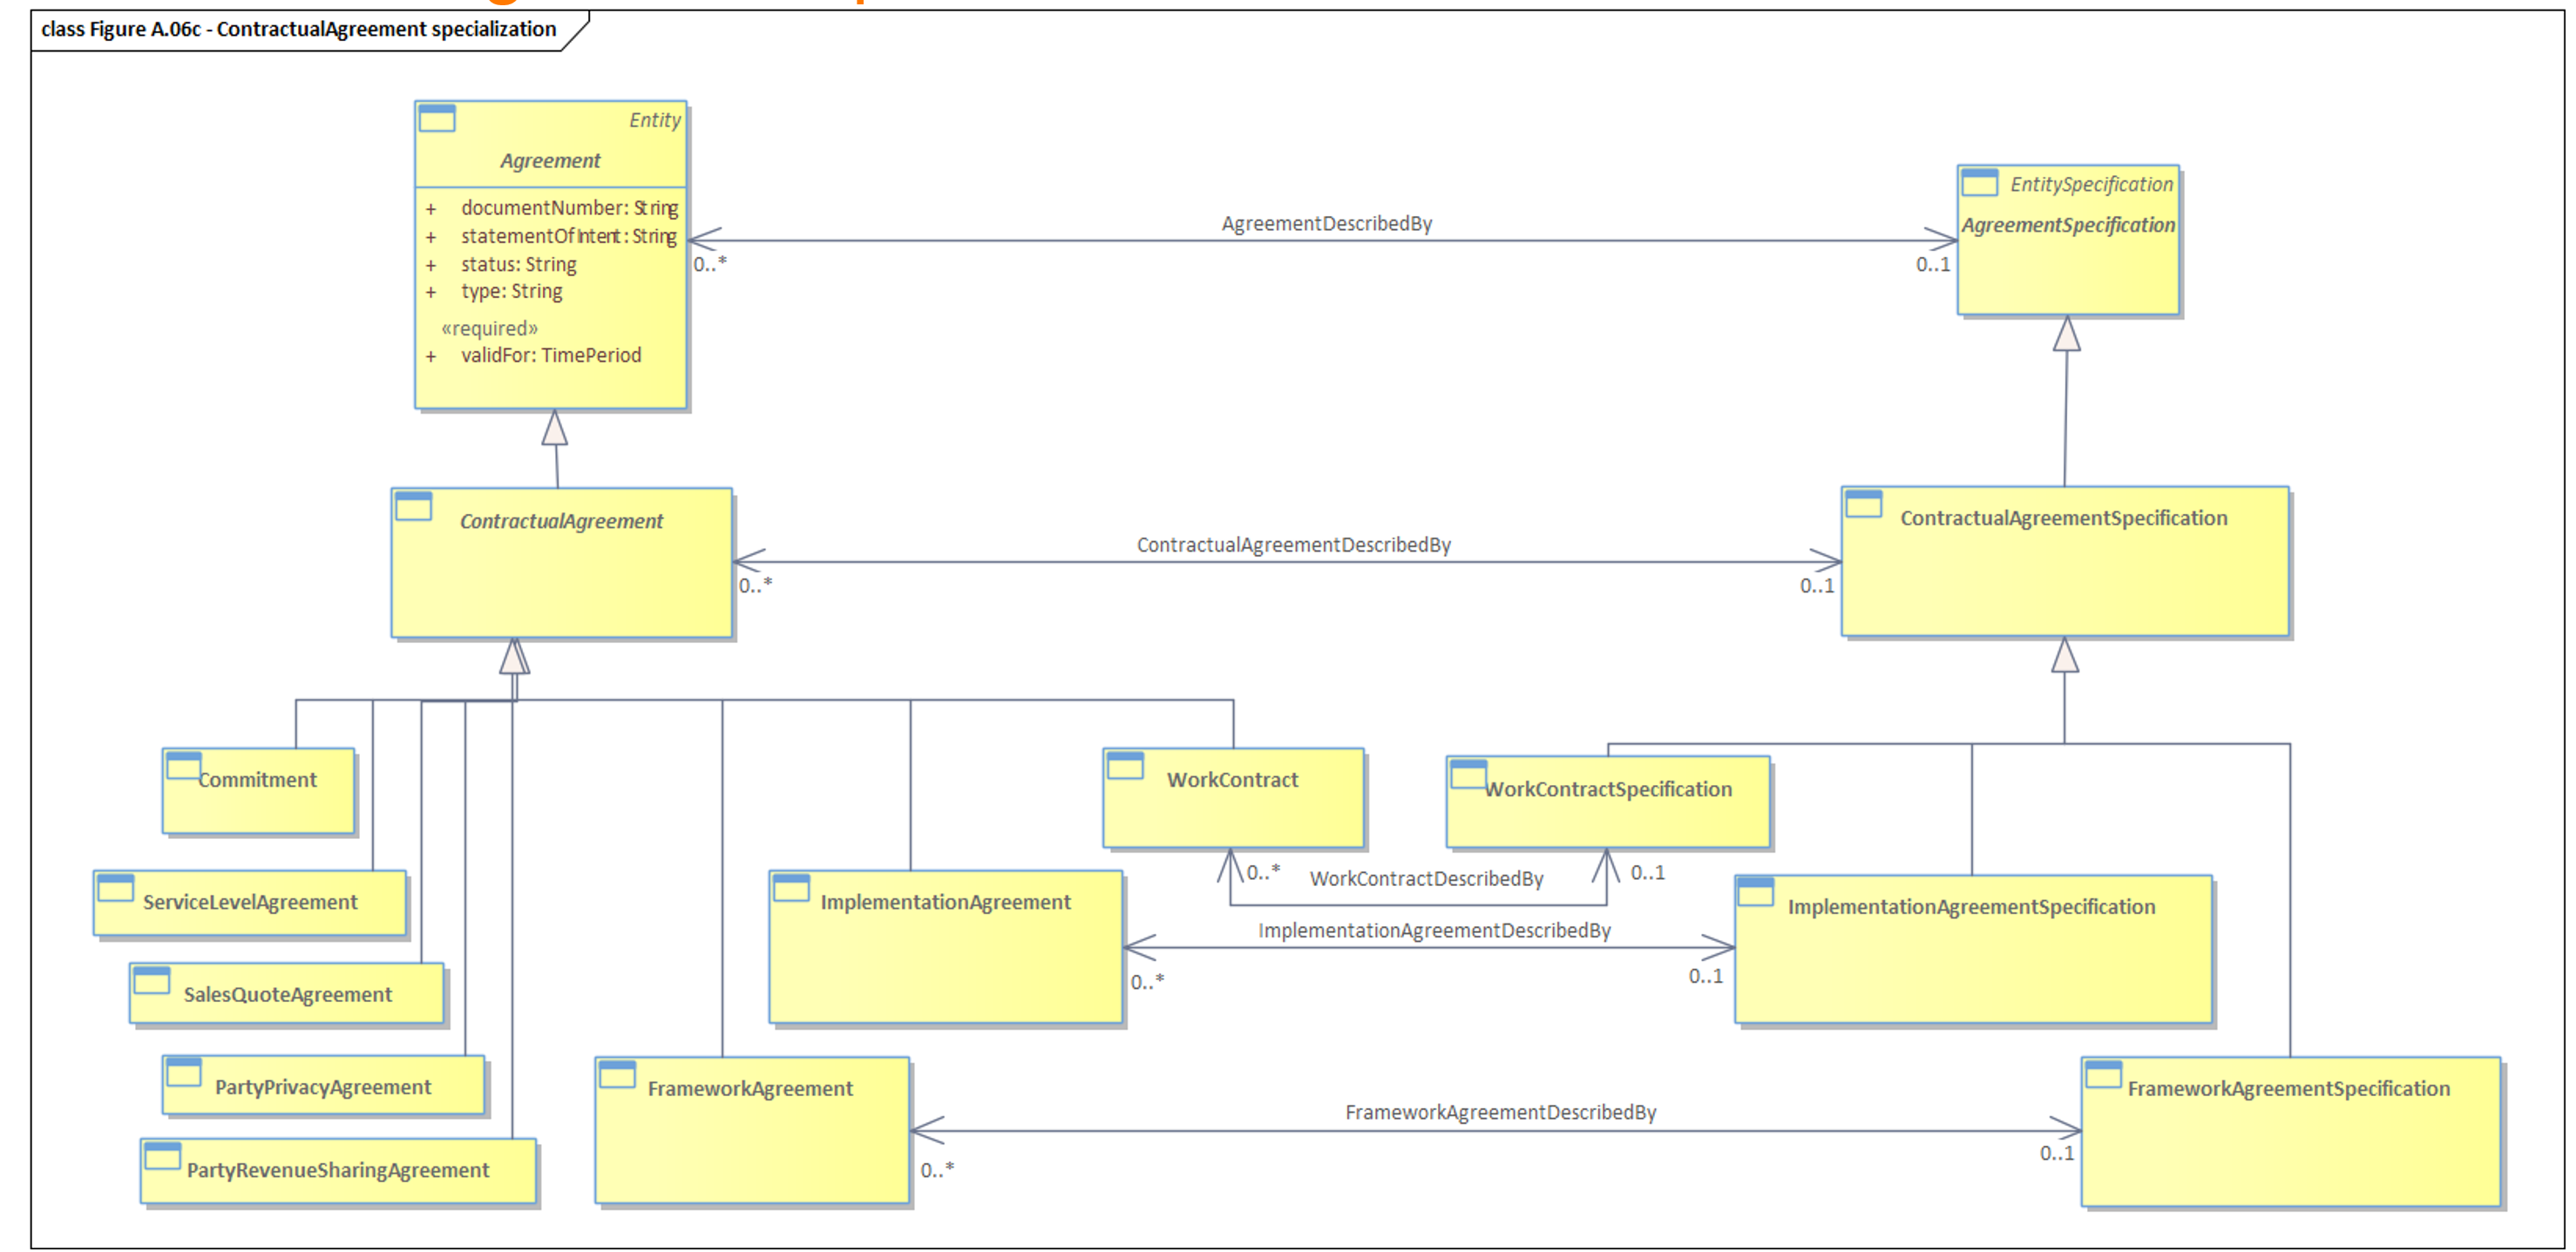 class Figure A.06c - ContractualAgreement specialization
Entity
Agreement
+ documentNumber: String
+ statementOfIntent: String
+ status: String
+ type: String
«required»
+ validFor: TimePeriod
AgreementDescribedBy
0..*
0..1
EntitySpecification
AgreementSpecification
ContractualAgreement
ContractualAgreementDescribedBy
0..*
0..1
ContractualAgreementSpecification
Commitment
WorkContract
WorkContractSpecification
0..*
WorkContractDescribedBy
0..1
ServiceLevelAgreement
ImplementationAgreement
ImplementationAgreementDescribedBy
0..*
0..1
ImplementationAgreementSpecification
SalesQuoteAgreement
PartyPrivacyAgreement
FrameworkAgreement
FrameworkAgreementDescribedBy
0..*
0..1
FrameworkAgreementSpecification
PartyRevenueSharingAgreement